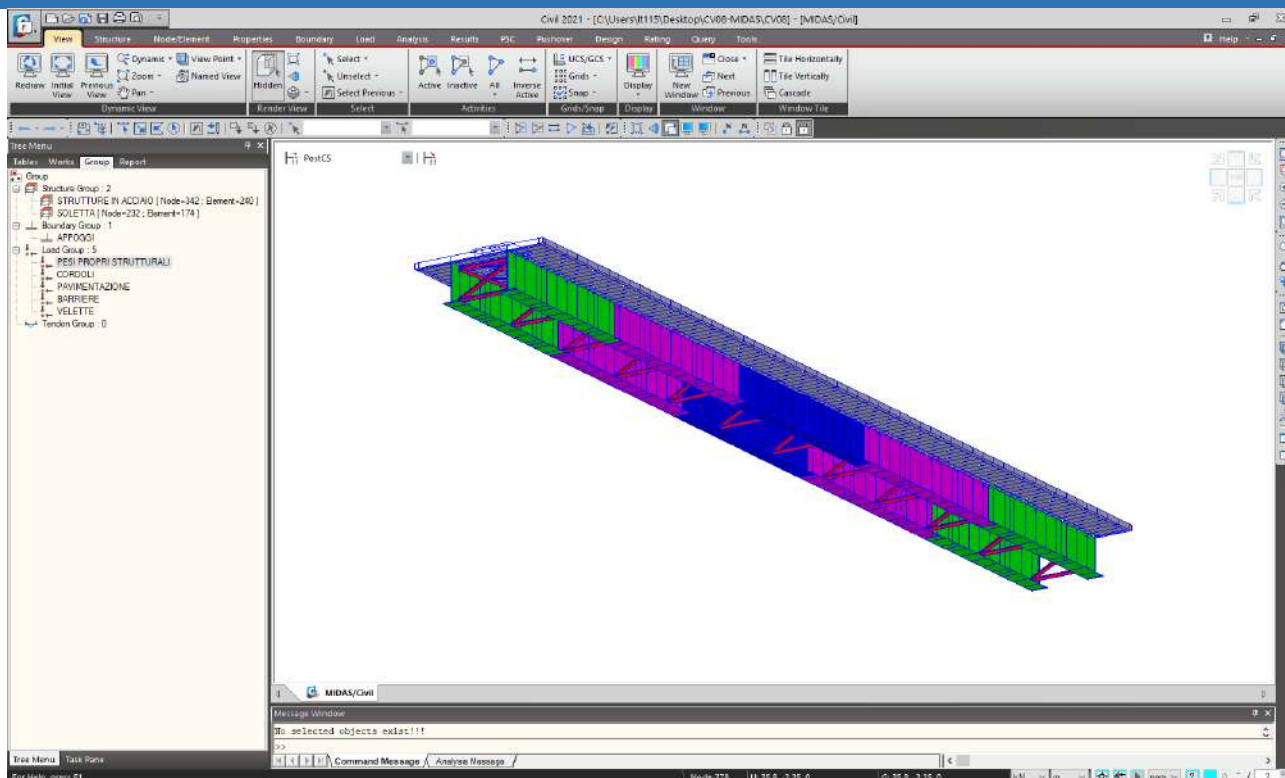 Civil 2021 - [C:\Users\lt115\Desktop\CV08-MIDAS\CV08] - [MIDAS/Civil]
View Structure Node/Element Properties Boundary Load Analysis Results PSC Pushover Design Rating Query Tools Help
Redraw Initial View Previous View Dynamic Zoom Pan View Point Named View
Hidden
Select Unselect Select Previous
Active Inactive All Inverse Active
UCS/GCS Grids Snap
Display
New Window Close Next Previous
Tile Horizontally Tile Vertically Cascade
Dynamic View Render View Select Activities Grids/Snap Display Window Window Tile
Tree Menu
Tables Works Group Report
PostCS
Group
Structure Group : 2
STRUTTURE IN ACCIAIO [ Node=342 ; Element=240 ]
SOLETTA [ Node=232 ; Element=174 ]
Boundary Group : 1
APPOGGI
Load Group : 5
PESI PROPRI STRUTTURALI
CORDOLI
PAVIMENTAZIONE
BARRIERE
VELETTE
Tendon Group : 0
MIDAS/Civil
Message Window
No selected objects exist!!!
>>
Tree Menu Task Pane
Command Message Analysis Message
For Help, press F1